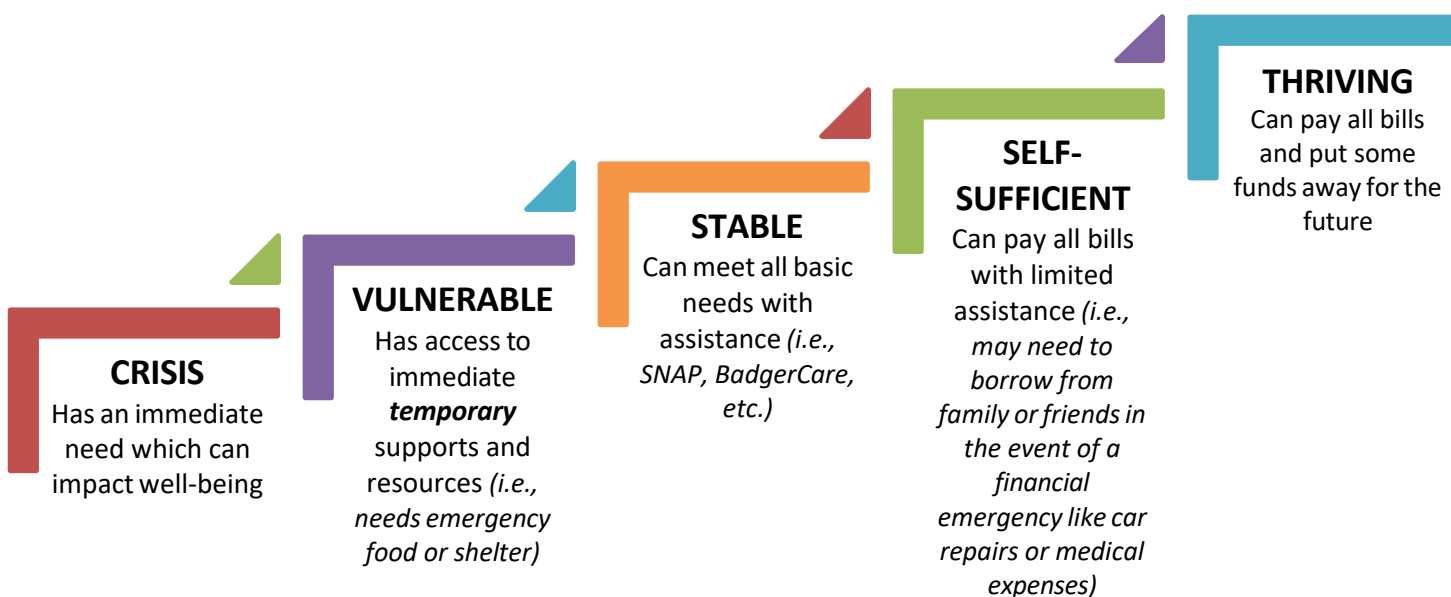 CRISIS
Has an immediate
need which can
impact well-being
VULNERABLE
Has access to
immediate
temporary
supports and
resources (i.e.,
needs emergency
food or shelter)
STABLE
Can meet all basic
needs with
assistance (i.e.,
SNAP, BadgerCare,
etc.)
SELF-
SUFFICIENT
Can pay all bills
with limited
assistance (i.e.,
may need to
borrow from
family or friends in
the event of a
financial
emergency like car
repairs or medical
expenses)
THRIVING
Can pay all bills
and put some
funds away for the
future